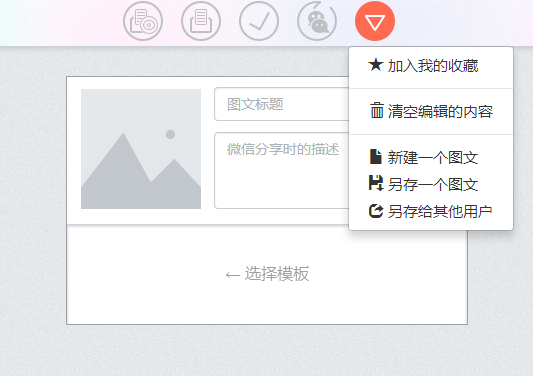 加入我的收藏
清空编辑的内容
新建一个图文
另存一个图文
另存给其他用户
图文标题
微信分享时的描述
← 选择模板